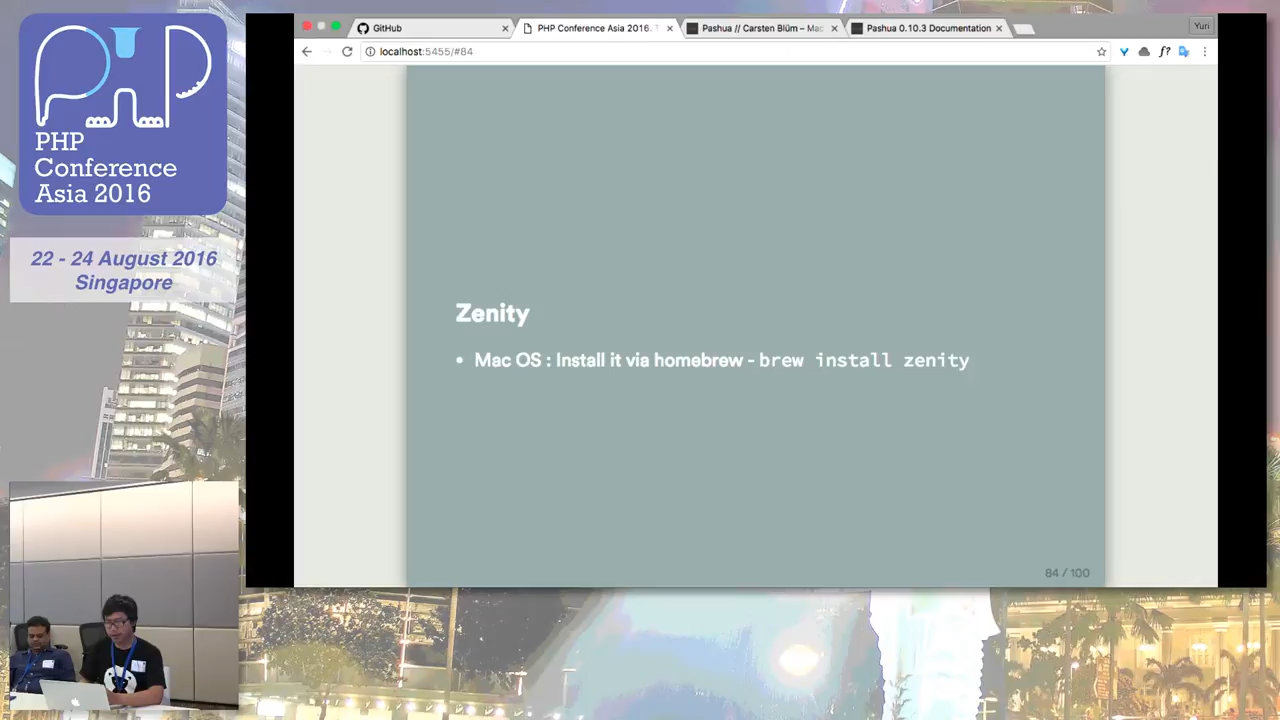 PHP
Conference
Asia 2016
22 - 24 August 2016
Singapore
GitHub
PHP Conference Asia 2016.
Pashua // Carsten Blüm – Mac
Pashua 0.10.3 Documentation
Yuri
localhost:5455/#84
f?
Zenity
• Mac OS : Install it via homebrew - brew install zenity
84 / 100